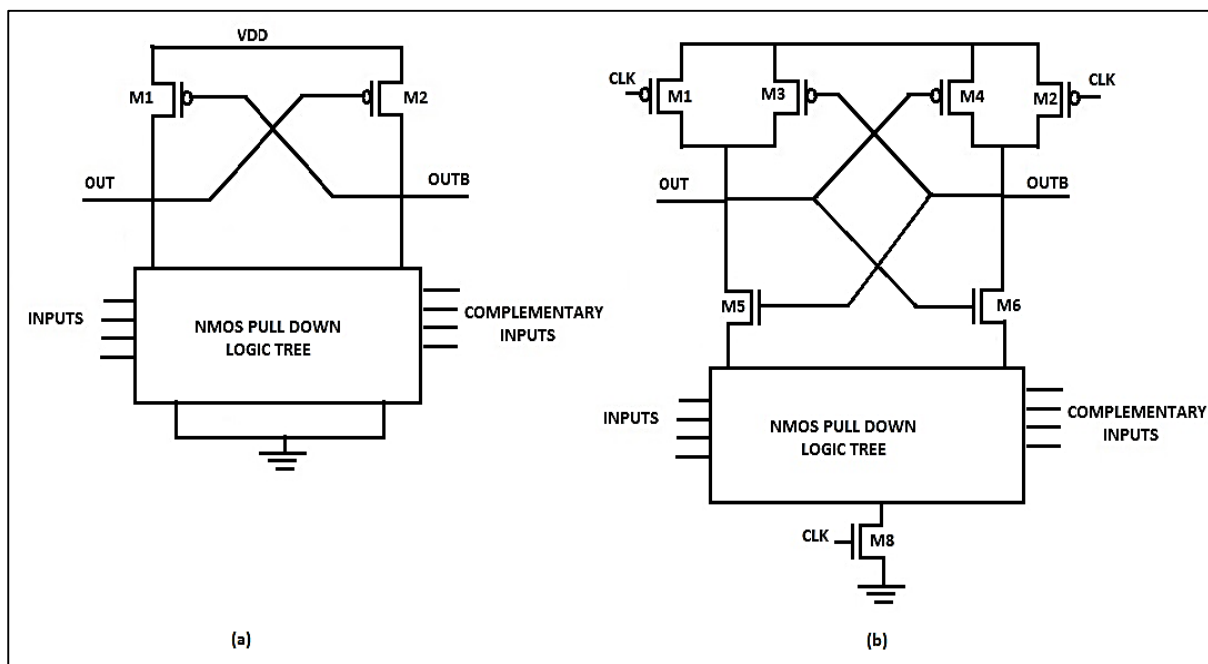 VDD
M1
M2
OUT
OUTB
INPUTS
NMOS PULL DOWN
LOGIC TREE
COMPLEMENTARY
INPUTS
(a)
CLK
M1
M3
M4
M2
CLK
OUT
OUTB
M5
M6
INPUTS
NMOS PULL DOWN
LOGIC TREE
COMPLEMENTARY
INPUTS
CLK
M8
(b)